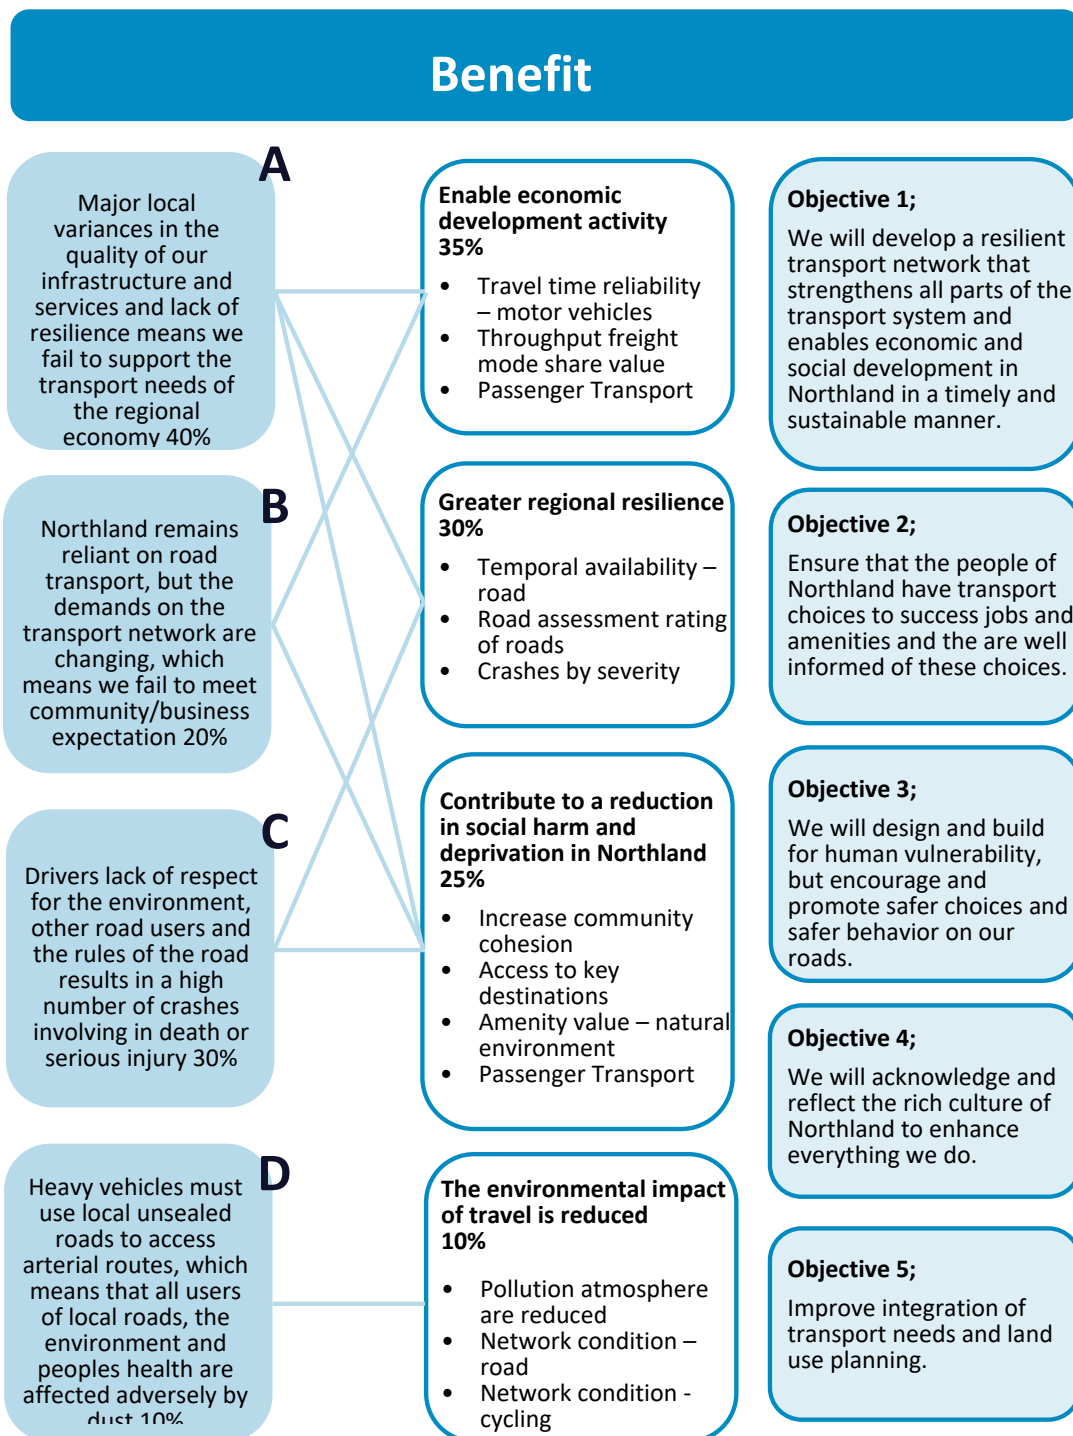 Benefit
A
Major local
variances in the
quality of our
infrastructure and
services and lack of
resilience means we
fail to support the
transport needs of
the regional
economy 40%
B
Northland remains
reliant on road
transport, but the
demands on the
transport network are
changing, which
means we fail to meet
community/business
expectation 20%
C
Drivers lack of respect
for the environment,
other road users and
the rules of the road
results in a high
number of crashes
involving in death or
serious injury 30%
D
Heavy vehicles must
use local unsealed
roads to access
arterial routes, which
means that all users
of local roads, the
environment and
peoples health are
affected adversely by
dust 10%
Enable economic
development activity
35%
• Travel time reliability
– motor vehicles
• Throughput freight
mode share value
• Passenger Transport
Greater regional resilience
30%
• Temporal availability –
road
• Road assessment rating
of roads
• Crashes by severity
Contribute to a reduction
in social harm and
deprivation in Northland
25%
• Increase community
cohesion
• Access to key
destinations
• Amenity value – natural
environment
• Passenger Transport
The environmental impact
of travel is reduced
10%
• Pollution atmosphere
are reduced
• Network condition –
road
• Network condition -
cycling
Objective 1;
We will develop a resilient
transport network that
strengthens all parts of the
transport system and
enables economic and
social development in
Northland in a timely and
sustainable manner.
Objective 2;
Ensure that the people of
Northland have transport
choices to success jobs and
amenities and the are well
informed of these choices.
Objective 3;
We will design and build
for human vulnerability,
but encourage and
promote safer choices and
safer behavior on our
roads.
Objective 4;
We will acknowledge and
reflect the rich culture of
Northland to enhance
everything we do.
Objective 5;
Improve integration of
transport needs and land
use planning.